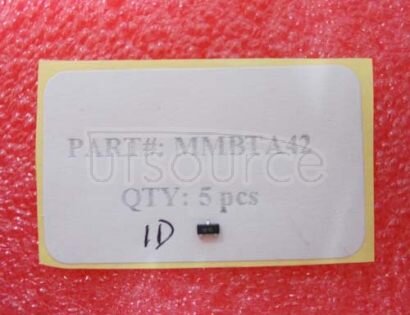 PART#: MMBTA42
utsource
QTY: 5 pcs
1D